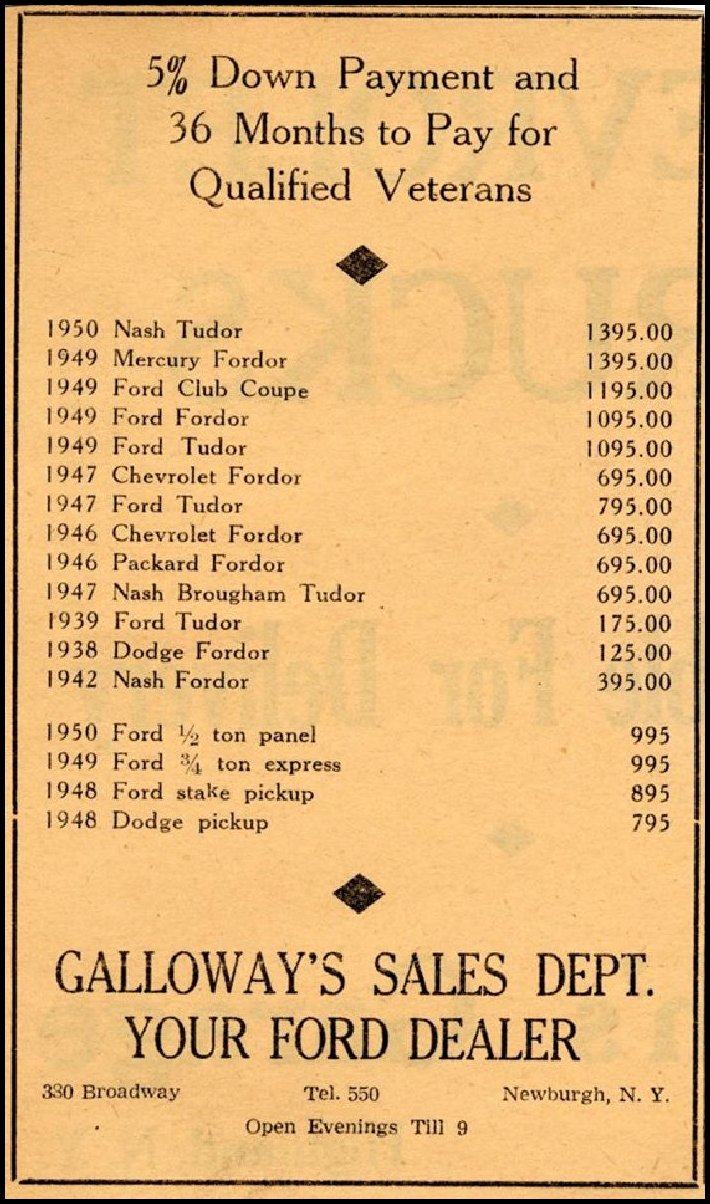 5% Down Payment and
36 Months to Pay for
Qualified Veterans
1950 Nash Tudor 1395.00
1949 Mercury Fordor 1395.00
1949 Ford Club Coupe 1195.00
1949 Ford Fordor 1095.00
1949 Ford Tudor 1095.00
1947 Chevrolet Fordor 695.00
1947 Ford Tudor 795.00
1946 Chevrolet Fordor 695.00
1946 Packard Fordor 695.00
1947 Nash Brougham Tudor 695.00
1939 Ford Tudor 175.00
1938 Dodge Fordor 125.00
1942 Nash Fordor 395.00
1950 Ford ½ ton panel 995
1949 Ford ¾ ton express 995
1948 Ford stake pickup 895
1948 Dodge pickup 795
GALLOWAY'S SALES DEPT.
YOUR FORD DEALER
330 Broadway Tel. 550 Newburgh, N. Y.
Open Evenings Till 9